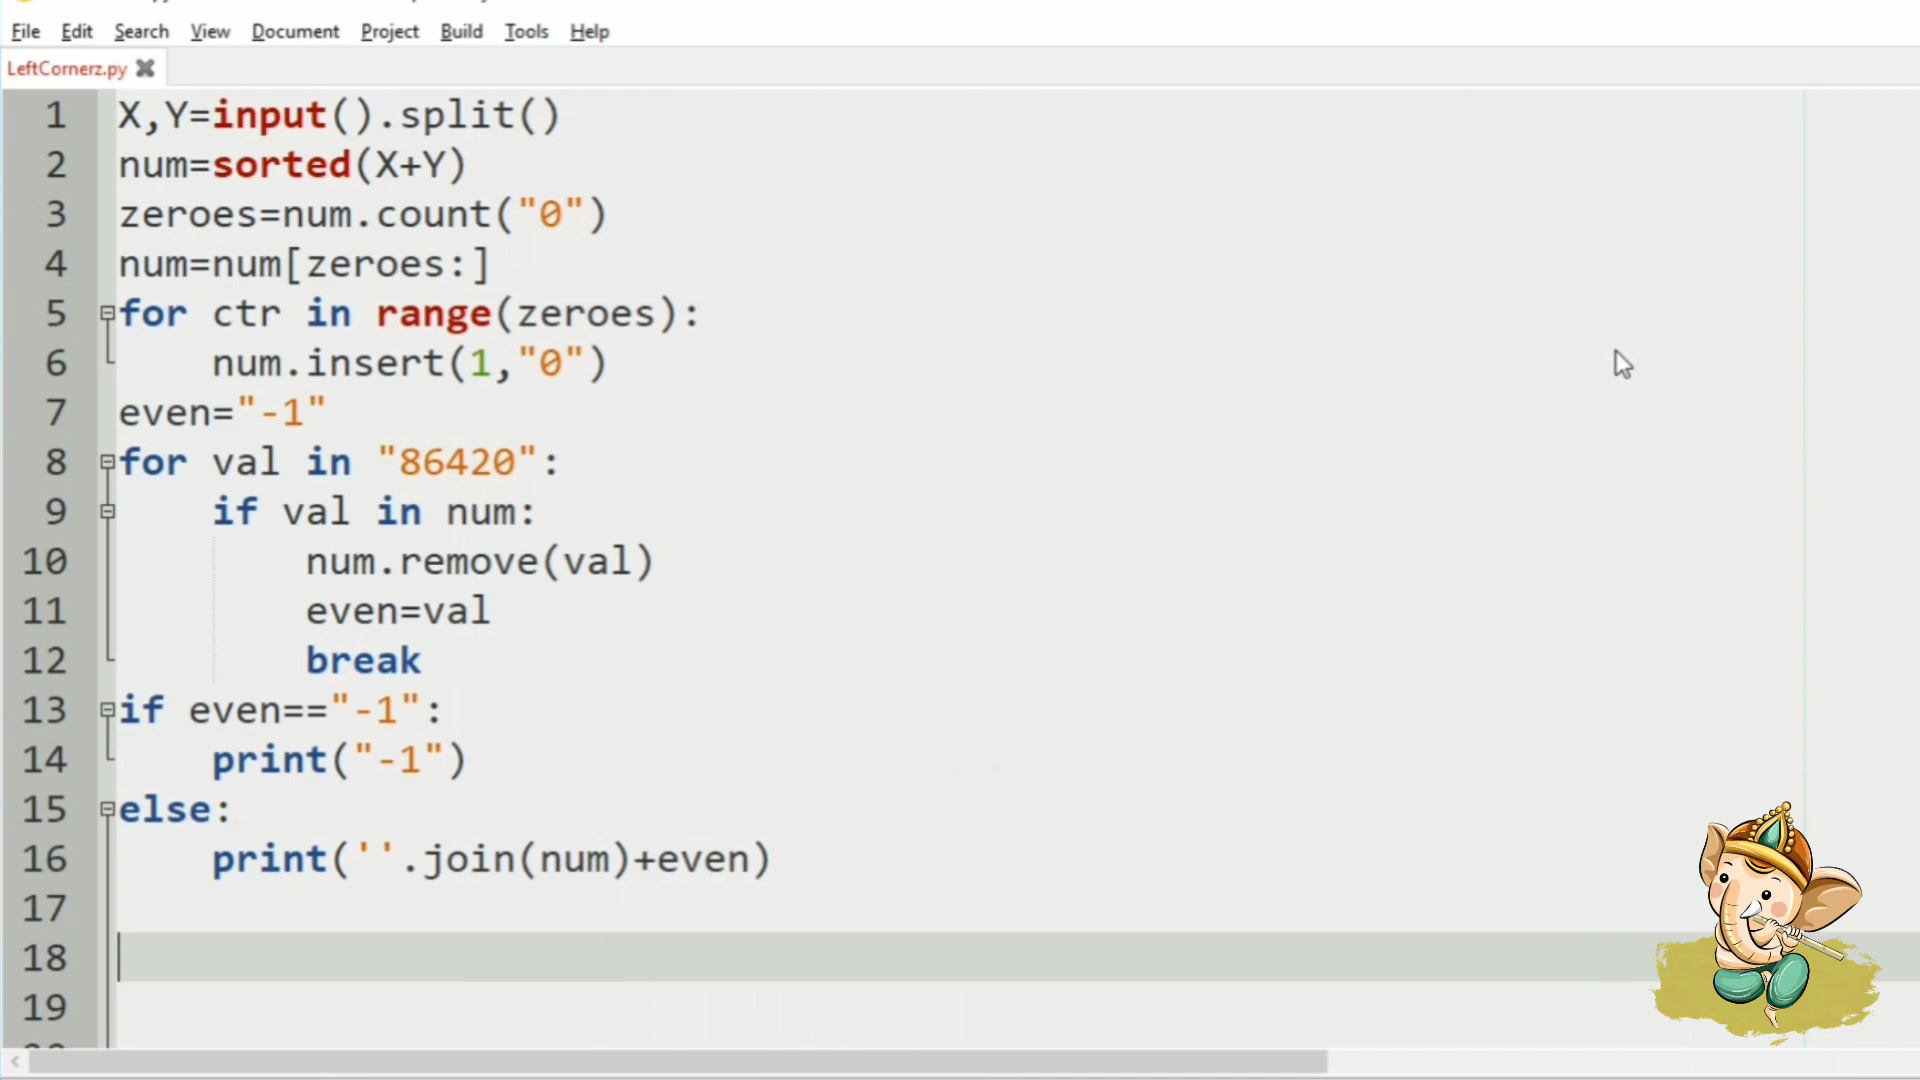 File Edit Search View Document Project Build Tools Help
LeftCornerz.py
1 X,Y=input().split()
2 num=sorted(X+Y)
3 zeroes=num.count("0")
4 num=num[zeroes:]
5 for ctr in range(zeroes):
6     num.insert(1,"0")
7 even="-1"
8 for val in "86420":
9     if val in num:
10         num.remove(val)
11         even=val
12         break
13 if even=="-1":
14     print("-1")
15 else:
16     print(''.join(num)+even)
17
18
19